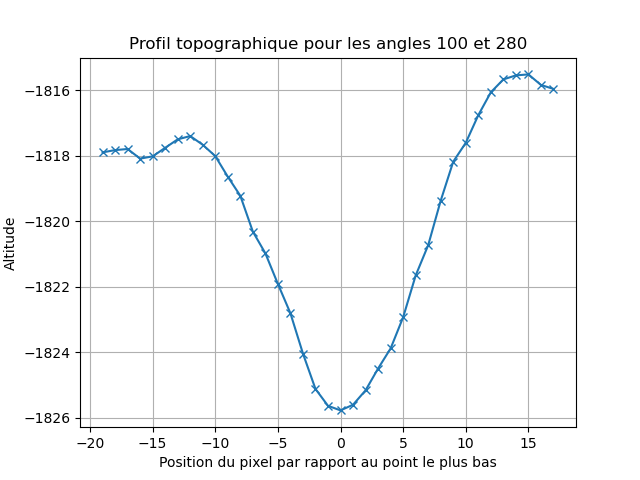 Profil topographique pour les angles 100 et 280
Altitude
−1816
−1818
−1820
−1822
−1824
−1826
−20 −15 −10 −5 0 5 10 15
Position du pixel par rapport au point le plus bas